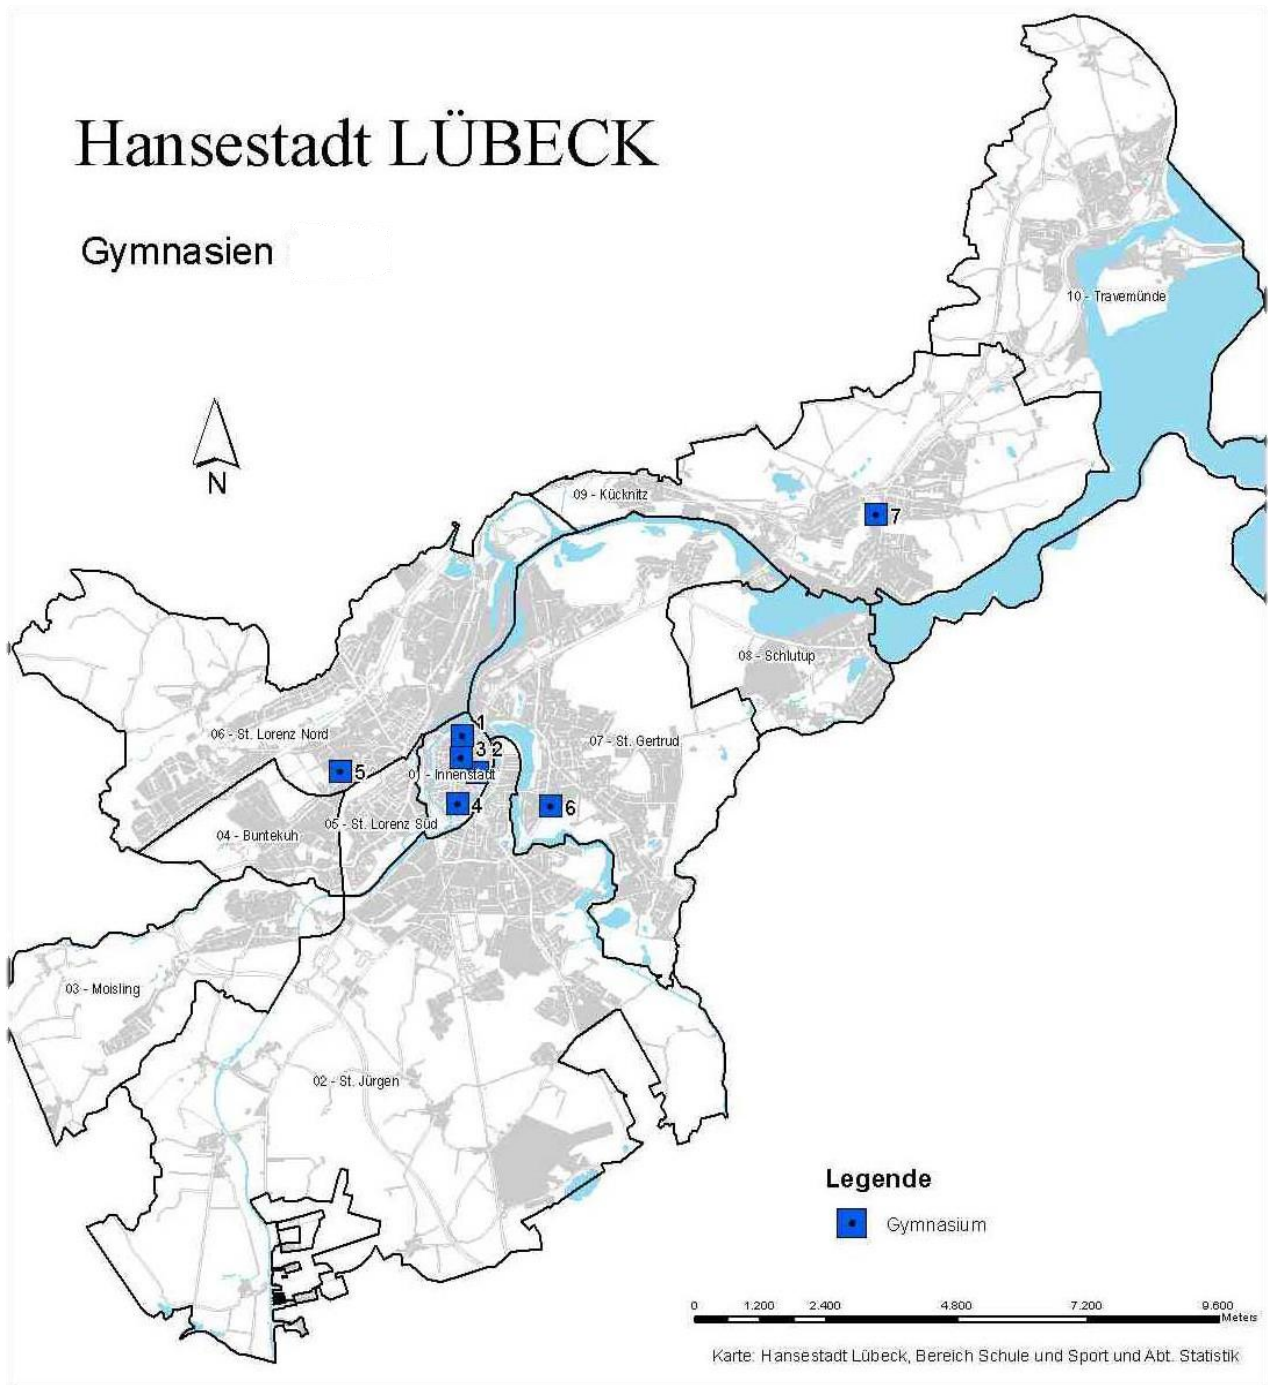 Hansestadt LÜBECK
Gymnasien
N
10 - Travemünde
09 - Kücknitz
7
08 - Schlutup
06 - St. Lorenz Nord
1
07 - St. Gertrud
3 2
5
01 - Innenstadt
4
6
05 - St. Lorenz Süd
04 - Buntekuh
03 - Moisling
02 - St. Jürgen
Legende
Gymnasium
0 1.200 2.400 4.800 7.200 9.600
Meters
Karte: Hansestadt Lübeck, Bereich Schule und Sport und Abt. Statistik